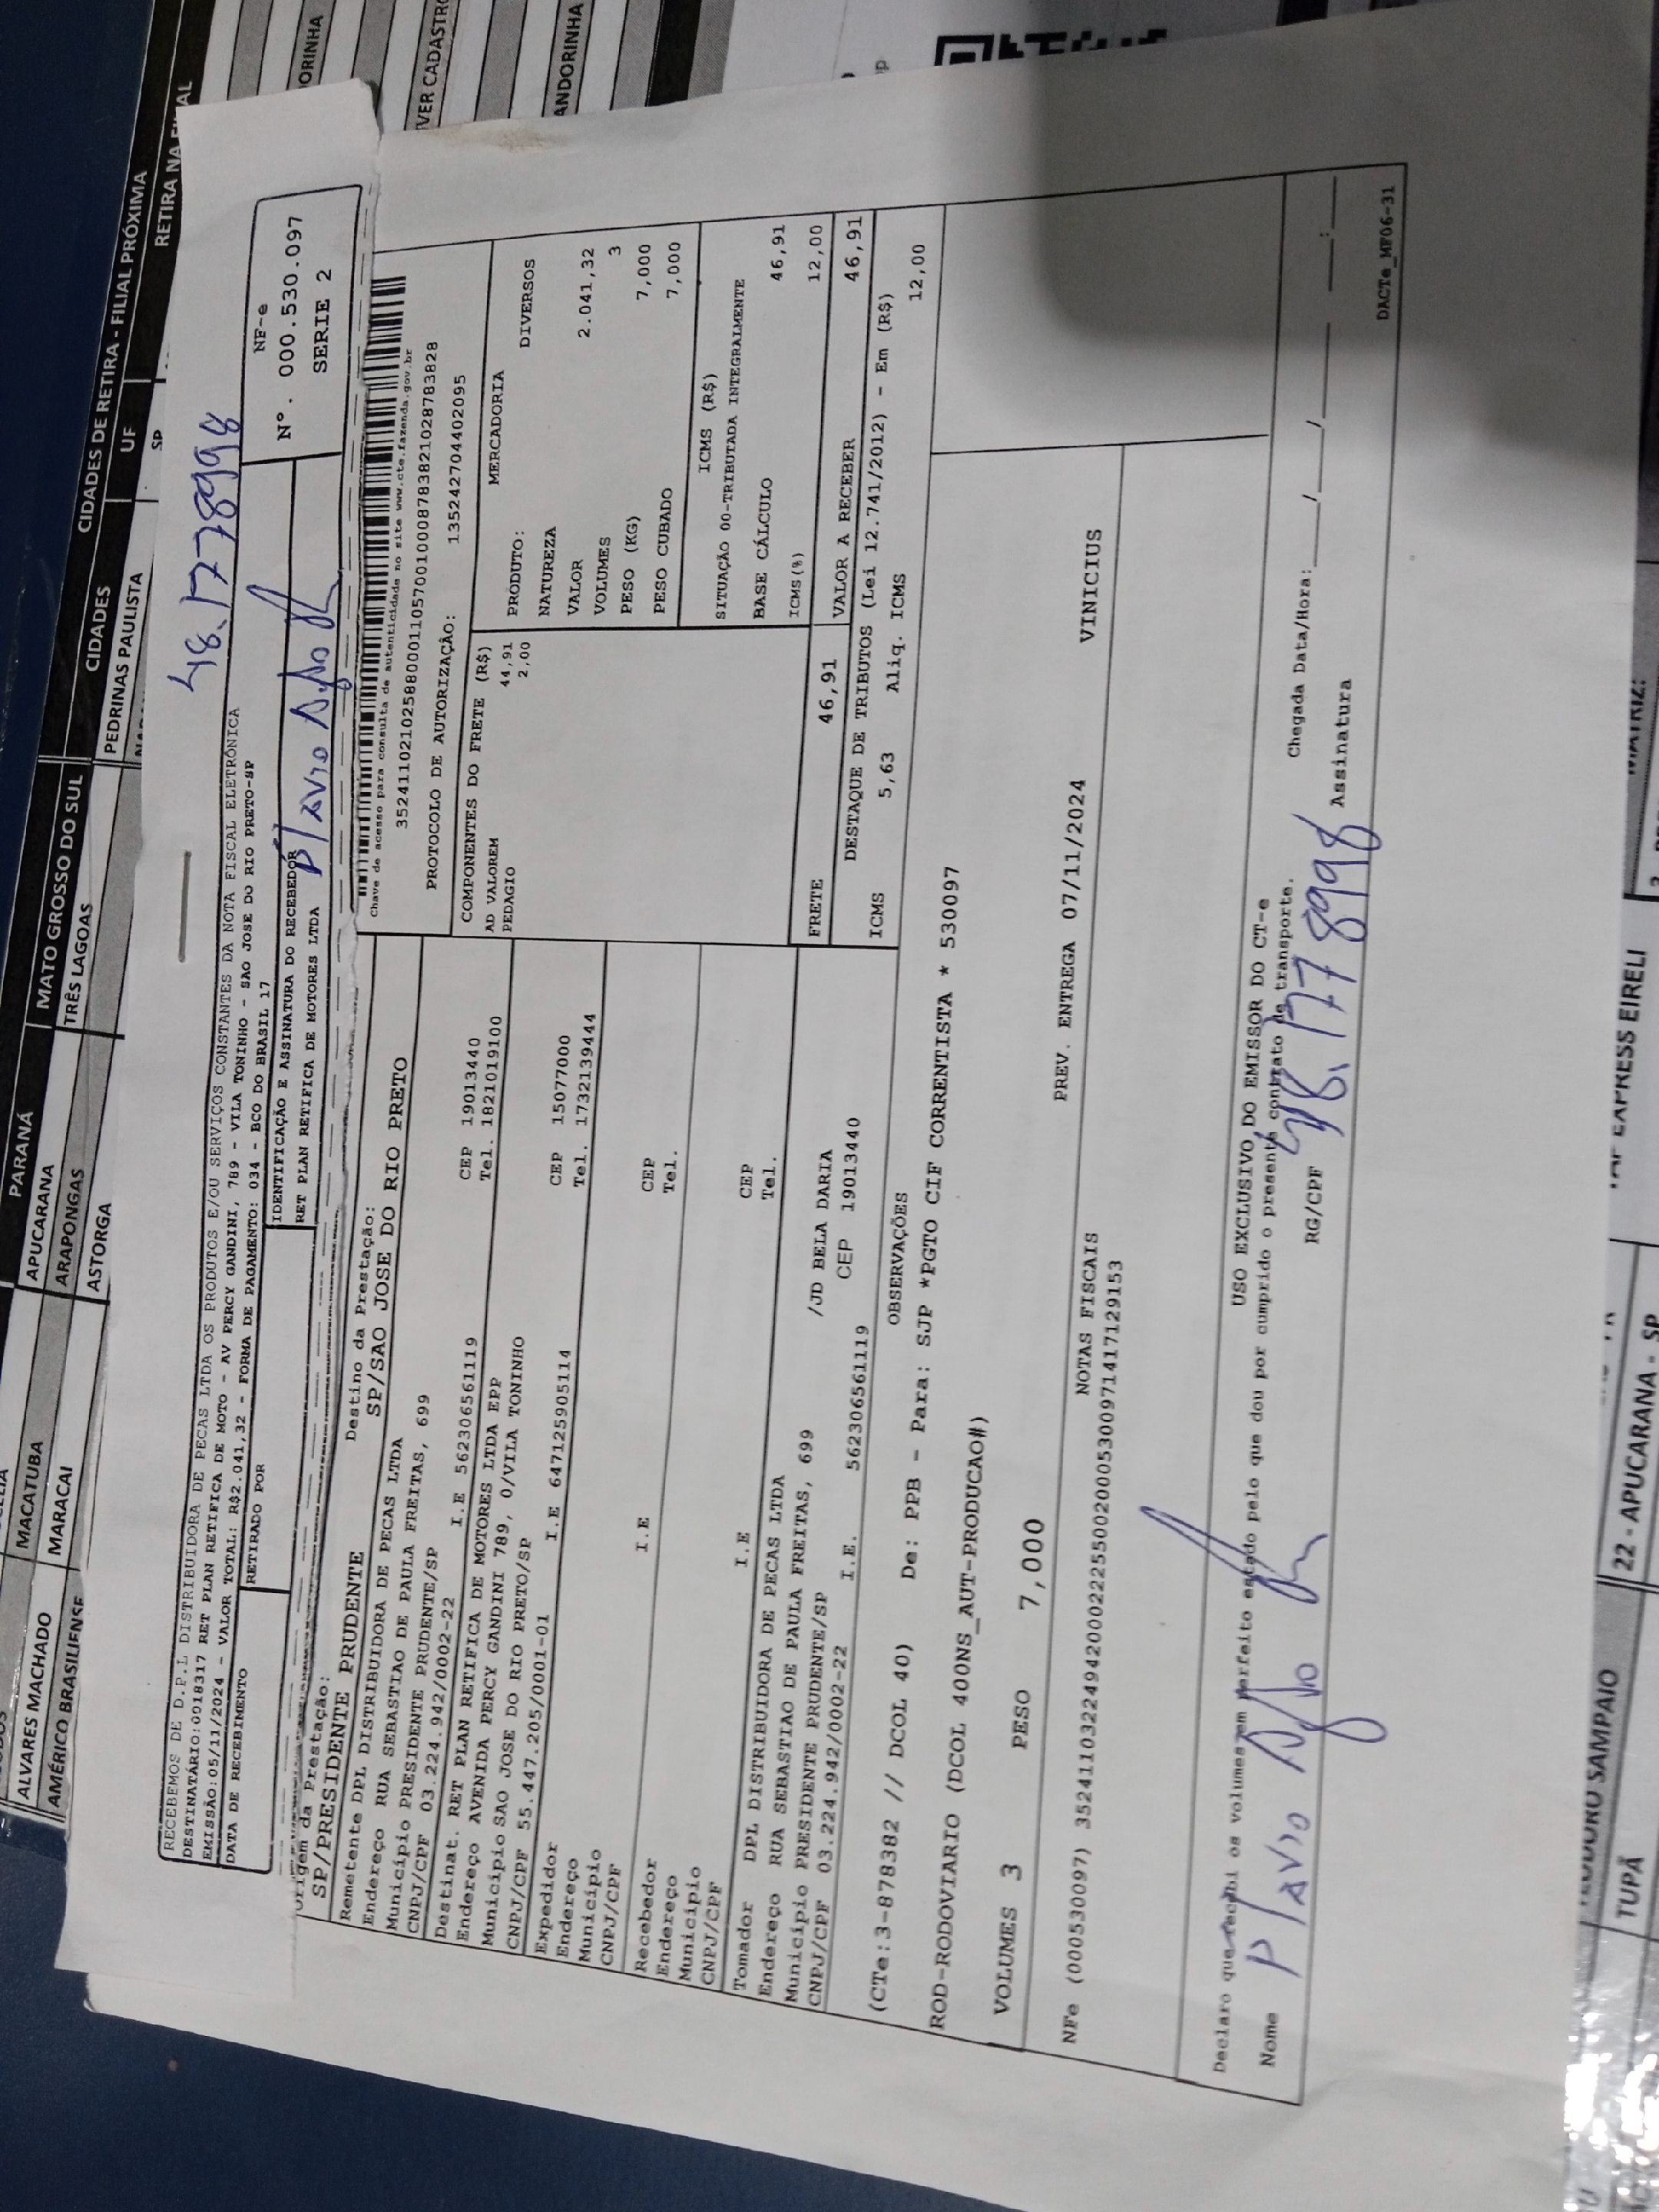 CIDADES DE RETIRA - FILIAL PRÓXIMA
CIDADES UF RETIRA NA
PEDRINAS PAULISTA SP
PARANÁ MATO GROSSO DO SUL
APUCARANA TRÊS LAGOAS
ARAPONGAS
ASTORGA
MACATUBA
MARACAI
ALVARES MACHADO
AMÉRICO BRASILIENSE
48.1778998
RECEBEMOS DE D.P.L DISTRIBUIDORA DE PECAS LTDA OS PRODUTOS E/OU SERVIÇOS CONSTANTES DA NOTA FISCAL ELETRÔNICA
DESTINATÁRIO:0018317 RET PLAN RETIFICA DE MOTO - AV PERCY GANDINI, 789 - VILA TONINHO - SAO JOSE DO RIO PRETO-SP
EMISSÃO:05/11/2024 - VALOR TOTAL: R$2.041,32 - FORMA DE PAGAMENTO: 034 - BCO DO BRASIL 17
NF-e
Nº. 000.530.097
SERIE 2
DATA DE RECEBIMENTO
RETIRADO POR
IDENTIFICAÇÃO E ASSINATURA DO RECEBEDOR
RET PLAN RETIFICA DE MOTORES LTDA
Origem da Prestação:
SP/PRESIDENTE PRUDENTE
Destino da Prestação:
SP/SAO JOSE DO RIO PRETO
Chave de acesso para consulta de autenticidade no site www.cte.fazenda.gov.br
35241102102588000110570010008783821028783828
PROTOCOLO DE AUTORIZAÇÃO: 135242704402095
Remetente DPL DISTRIBUIDORA DE PECAS LTDA
Endereço RUA SEBASTIAO DE PAULA FREITAS, 699
Município PRESIDENTE PRUDENTE/SP CEP 19013440
CNPJ/CPF 03.224.942/0002-22 I.E 562306561119 Tel. 1821019100
Destinat. RET PLAN RETIFICA DE MOTORES LTDA EPP
Endereço AVENIDA PERCY GANDINI 789, 0/VILA TONINHO
Município SAO JOSE DO RIO PRETO/SP CEP 15077000
CNPJ/CPF 55.447.205/0001-01 I.E 647125905114 Tel. 1732139444
Expedidor
Endereço
Município CEP
CNPJ/CPF I.E Tel.
Recebedor
Endereço
Município CEP
CNPJ/CPF I.E Tel.
Tomador DPL DISTRIBUIDORA DE PECAS LTDA
Endereço RUA SEBASTIAO DE PAULA FREITAS, 699 /JD BELA DARIA
Município PRESIDENTE PRUDENTE/SP CEP 19013440
CNPJ/CPF 03.224.942/0002-22 I.E. 562306561119
COMPONENTES DO FRETE (R$)
AD VALOREM 44,91
PEDAGIO 2,00
MERCADORIA
PRODUTO: DIVERSOS
NATUREZA
VALOR 2.041,32
VOLUMES 3
PESO (KG) 7,000
PESO CUBADO 7,000
ICMS (R$)
SITUAÇÃO 00-TRIBUTADA INTEGRALMENTE
BASE CÁLCULO 46,91
ICMS(%) 12,00
FRETE 46,91 VALOR A RECEBER 46,91
DESTAQUE DE TRIBUTOS (Lei 12.741/2012) - Em (R$)
ICMS 5,63 Aliq. ICMS 12,00
OBSERVAÇÕES
(CTe:3-878382 // DCOL 40) De: PPB - Para: SJP *PGTO CIF CORRENTISTA * 530097
ROD-RODOVIARIO (DCOL 400NS_AUT-PRODUCAO#)
VOLUMES 3 PESO 7,000 PREV. ENTREGA 07/11/2024 VINICIUS
NOTAS FISCAIS
NFe (000530097) 35241103224942000222550020005300971417129153
USO EXCLUSIVO DO EMISSOR DO CT-e
Declaro que recebi os volumes em perfeito estado pelo que dou por cumprido o presente contrato de transporte.
Nome RG/CPF 48.1778998 Chegada Data/Hora: ____/____/____ ____:____
Assinatura
DACTe_MF06-31
EXPRESS EIRELI
22 - APUCARANA - SP
TEODORO SAMPAIO
TUPÃ